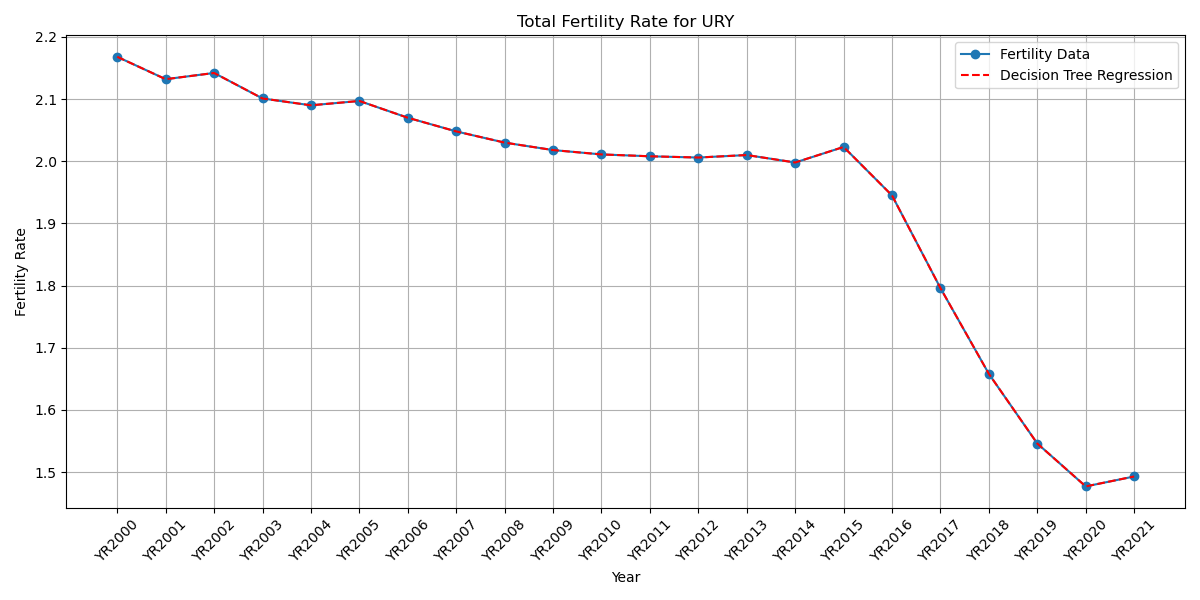 Total Fertility Rate for URY
Fertility Data
Decision Tree Regression
Fertility Rate
2.2
2.1
2.0
1.9
1.8
1.7
1.6
1.5
YR2000
YR2001
YR2002
YR2003
YR2004
YR2005
YR2006
YR2007
YR2008
YR2009
YR2010
YR2011
YR2012
YR2013
YR2014
YR2015
YR2016
YR2017
YR2018
YR2019
YR2020
YR2021
Year